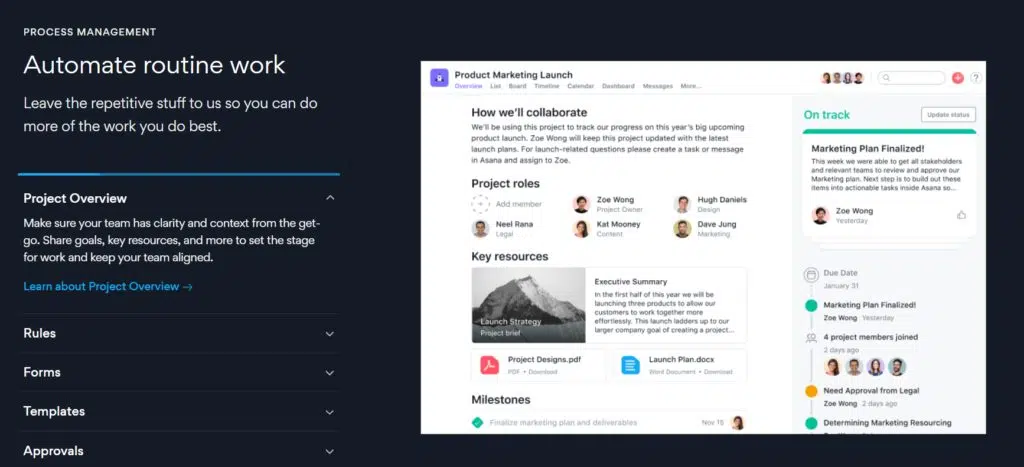 PROCESS MANAGEMENT
Automate routine work
Leave the repetitive stuff to us so you can do
more of the work you do best.
Project Overview
Make sure your team has clarity and context from the get-
go. Share goals, key resources, and more to set the stage
for work and keep your team aligned.
Learn about Project Overview →
Rules
Forms
Templates
Approvals
Product Marketing Launch
Overview List Board Timeline Calendar Dashboard Messages More...
How we'll collaborate
We'll be using this project to track our progress on this year's big upcoming
product launch. Zoe Wong will keep this project updated with the latest
launch plans. For launch-related questions please create a task or message
in Asana and assign to Zoe.
Project roles
Add member
Zoe Wong
Project Owner
Hugh Daniels
Design
Neel Rana
Legal
Kat Mooney
Content
Dave Jung
Marketing
Key resources
Launch Strategy
Project brief
Executive Summary
In the first half of this year we will be
launching three products to allow our
customers to work together more
effortlessly. This launch ladders up to our
larger company goal of creating a project...
Project Designs.pdf
PDF • Download
Launch Plan.docx
Word Document • Download
Milestones
Finalize marketing plan and deliverables Nov 15
On track
Update status
Marketing Plan Finalized!
This week we were able to get all stakeholders
and relevant teams to review and approve our
Marketing plan. Next step is to build out these
items into actionable tasks inside Asana so...
Zoe Wong
Yesterday
Due Date
January 31
Marketing Plan Finalized!
Zoe Wong Yesterday
4 project members joined
2 days ago
Need Approval from Legal
Zoe Wong 2 days ago
Determining Marketing Resourcing